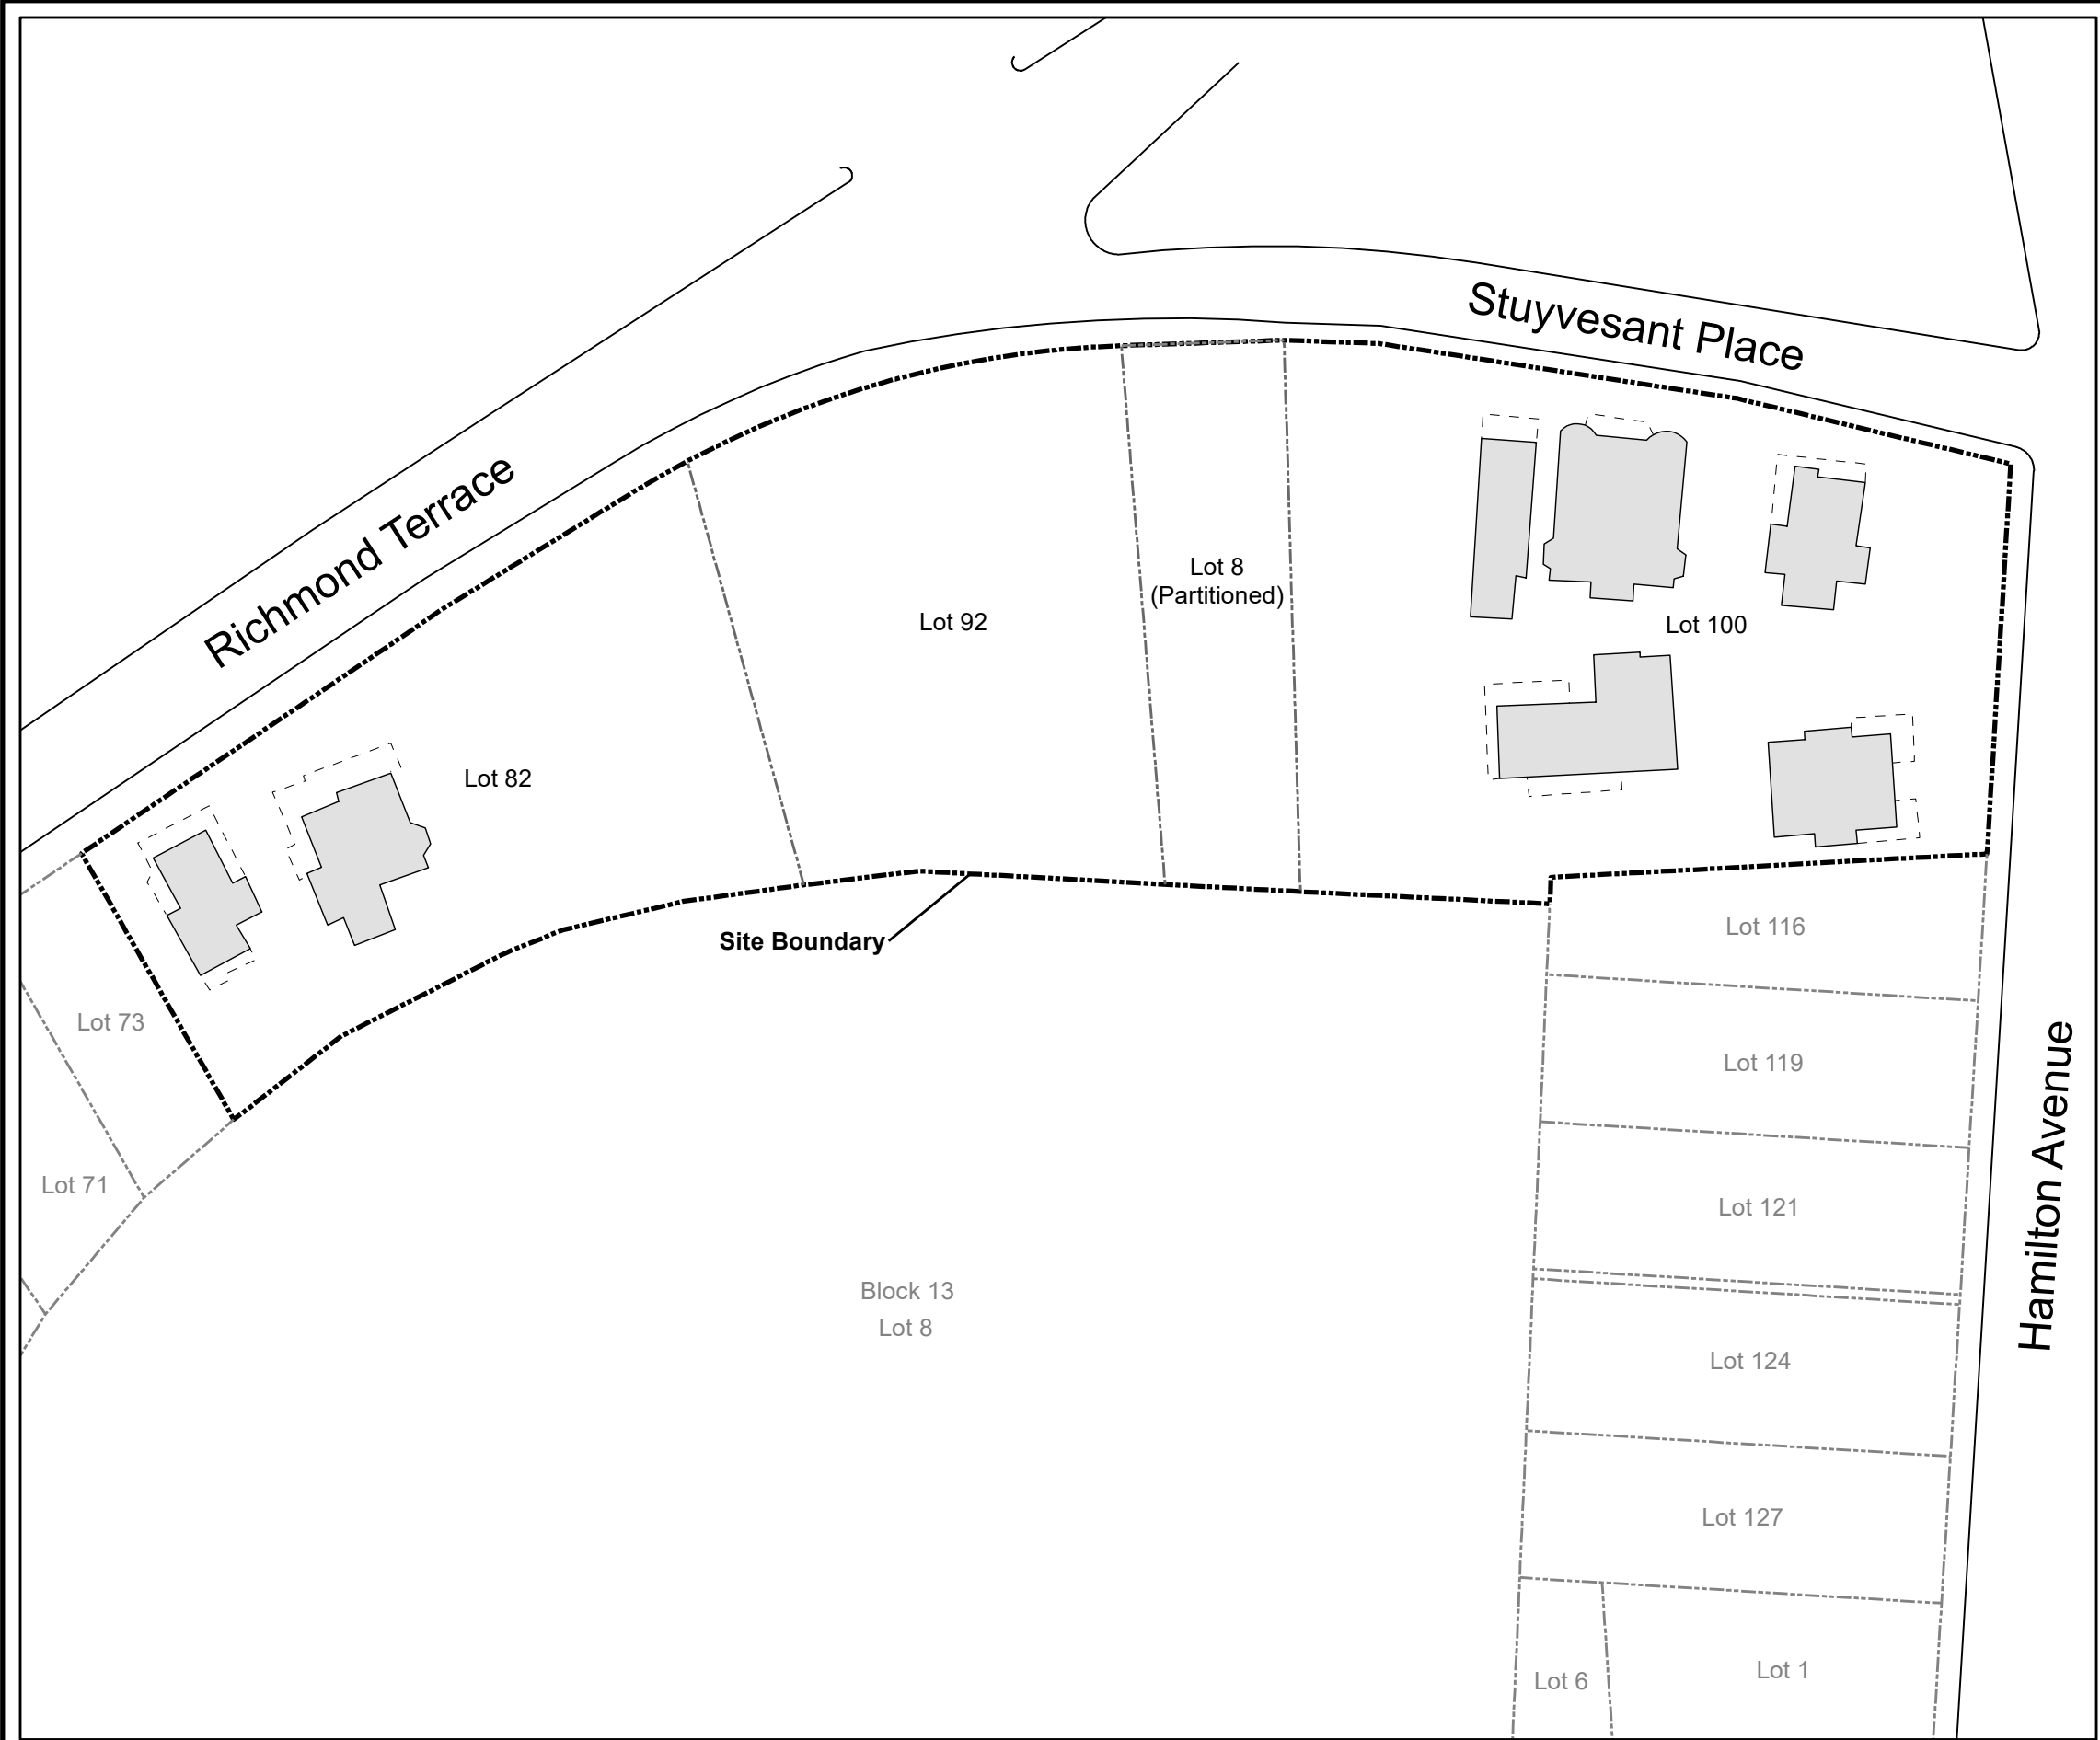 Stuyvesant Place
Richmond Terrace
Lot 8
(Partitioned)
Lot 92
Lot 100
Lot 82
Site Boundary
Lot 116
Lot 73
Lot 119
Lot 71
Lot 121
Hamilton Avenue
Block 13
Lot 8
Lot 124
Lot 127
Lot 6
Lot 1